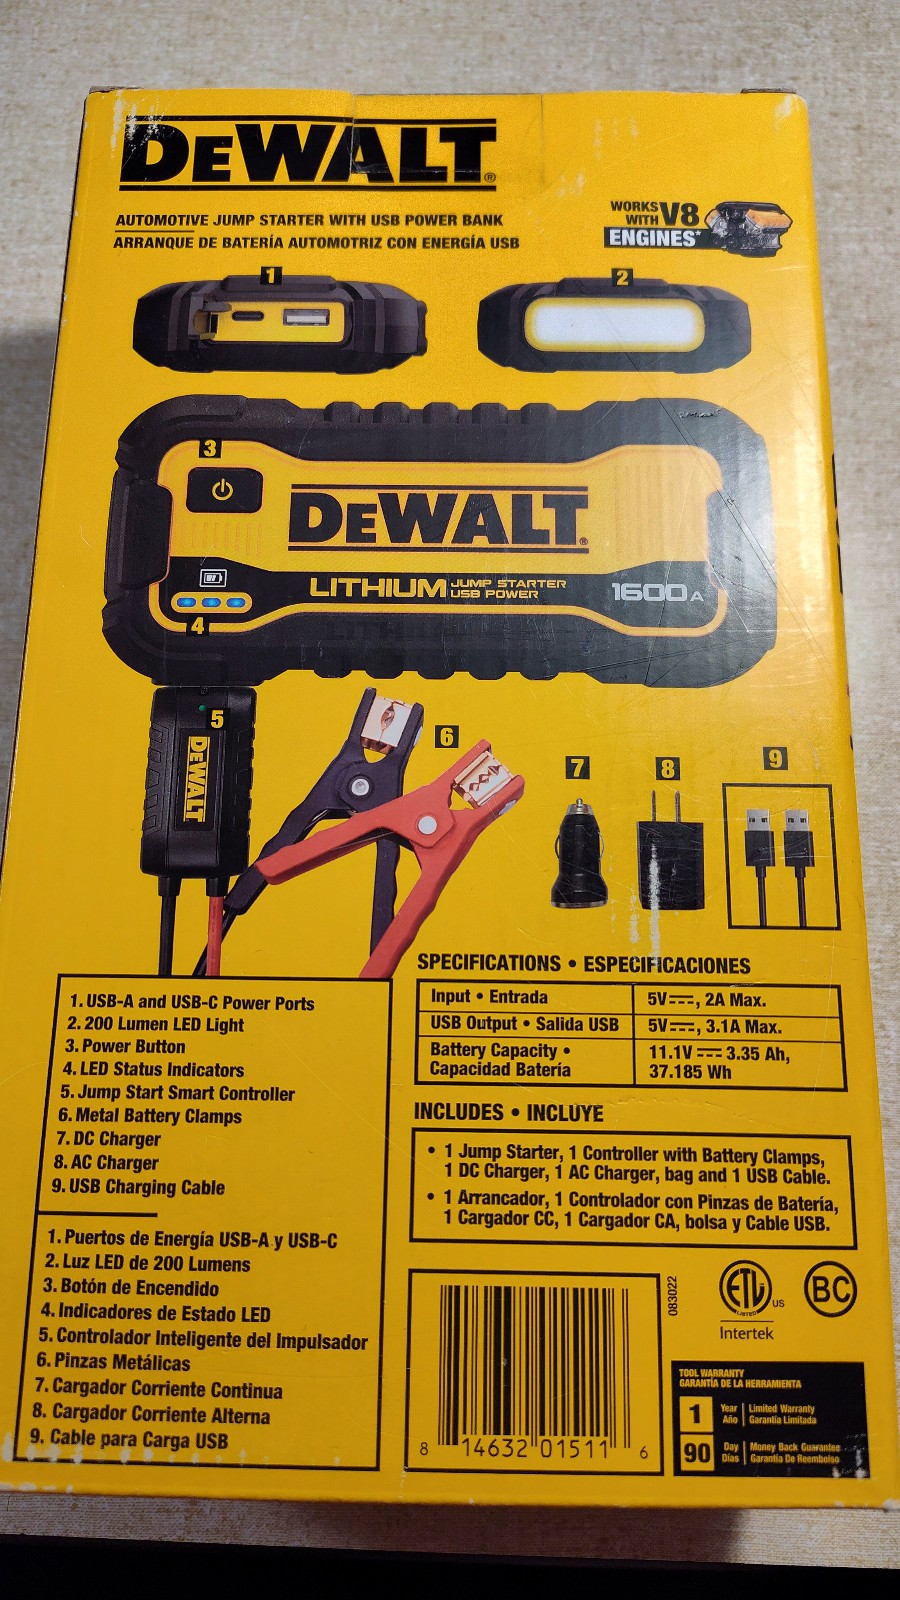 DEWALT®
AUTOMOTIVE JUMP STARTER WITH USB POWER BANK
ARRANQUE DE BATERÍA AUTOMOTRIZ CON ENERGÍA USB
WORKS WITH V8
ENGINES*
1
2
3
DEWALT®
LITHIUM JUMP STARTER USB POWER 1600A
4
5
DEWALT
6
7
8
9
1. USB-A and USB-C Power Ports
2. 200 Lumen LED Light
3. Power Button
4. LED Status Indicators
5. Jump Start Smart Controller
6. Metal Battery Clamps
7. DC Charger
8. AC Charger
9. USB Charging Cable
1. Puertos de Energía USB-A y USB-C
2. Luz LED de 200 Lumens
3. Botón de Encendido
4. Indicadores de Estado LED
5. Controlador Inteligente del Impulsador
6. Pinzas Metálicas
7. Cargador Corriente Continua
8. Cargador Corriente Alterna
9. Cable para Carga USB
SPECIFICATIONS • ESPECIFICACIONES
Input • Entrada 5V⎓, 2A Max.
USB Output • Salida USB 5V⎓, 3.1A Max.
Battery Capacity • 11.1V ⎓ 3.35 Ah,
Capacidad Batería 37.185 Wh
INCLUDES • INCLUYE
• 1 Jump Starter, 1 Controller with Battery Clamps,
1 DC Charger, 1 AC Charger, bag and 1 USB Cable.
• 1 Arrancador, 1 Controlador con Pinzas de Batería,
1 Cargador CC, 1 Cargador CA, bolsa y Cable USB.
8 14632 01511 6
083022
ETL
LISTED
US
Intertek
BC
TOOL WARRANTY
GARANTÍA DE LA HERRAMIENTA
1 Year Limited Warranty
Año Garantía Limitada
90 Day Money Back Guarantee
Días Garantía De Reembolso